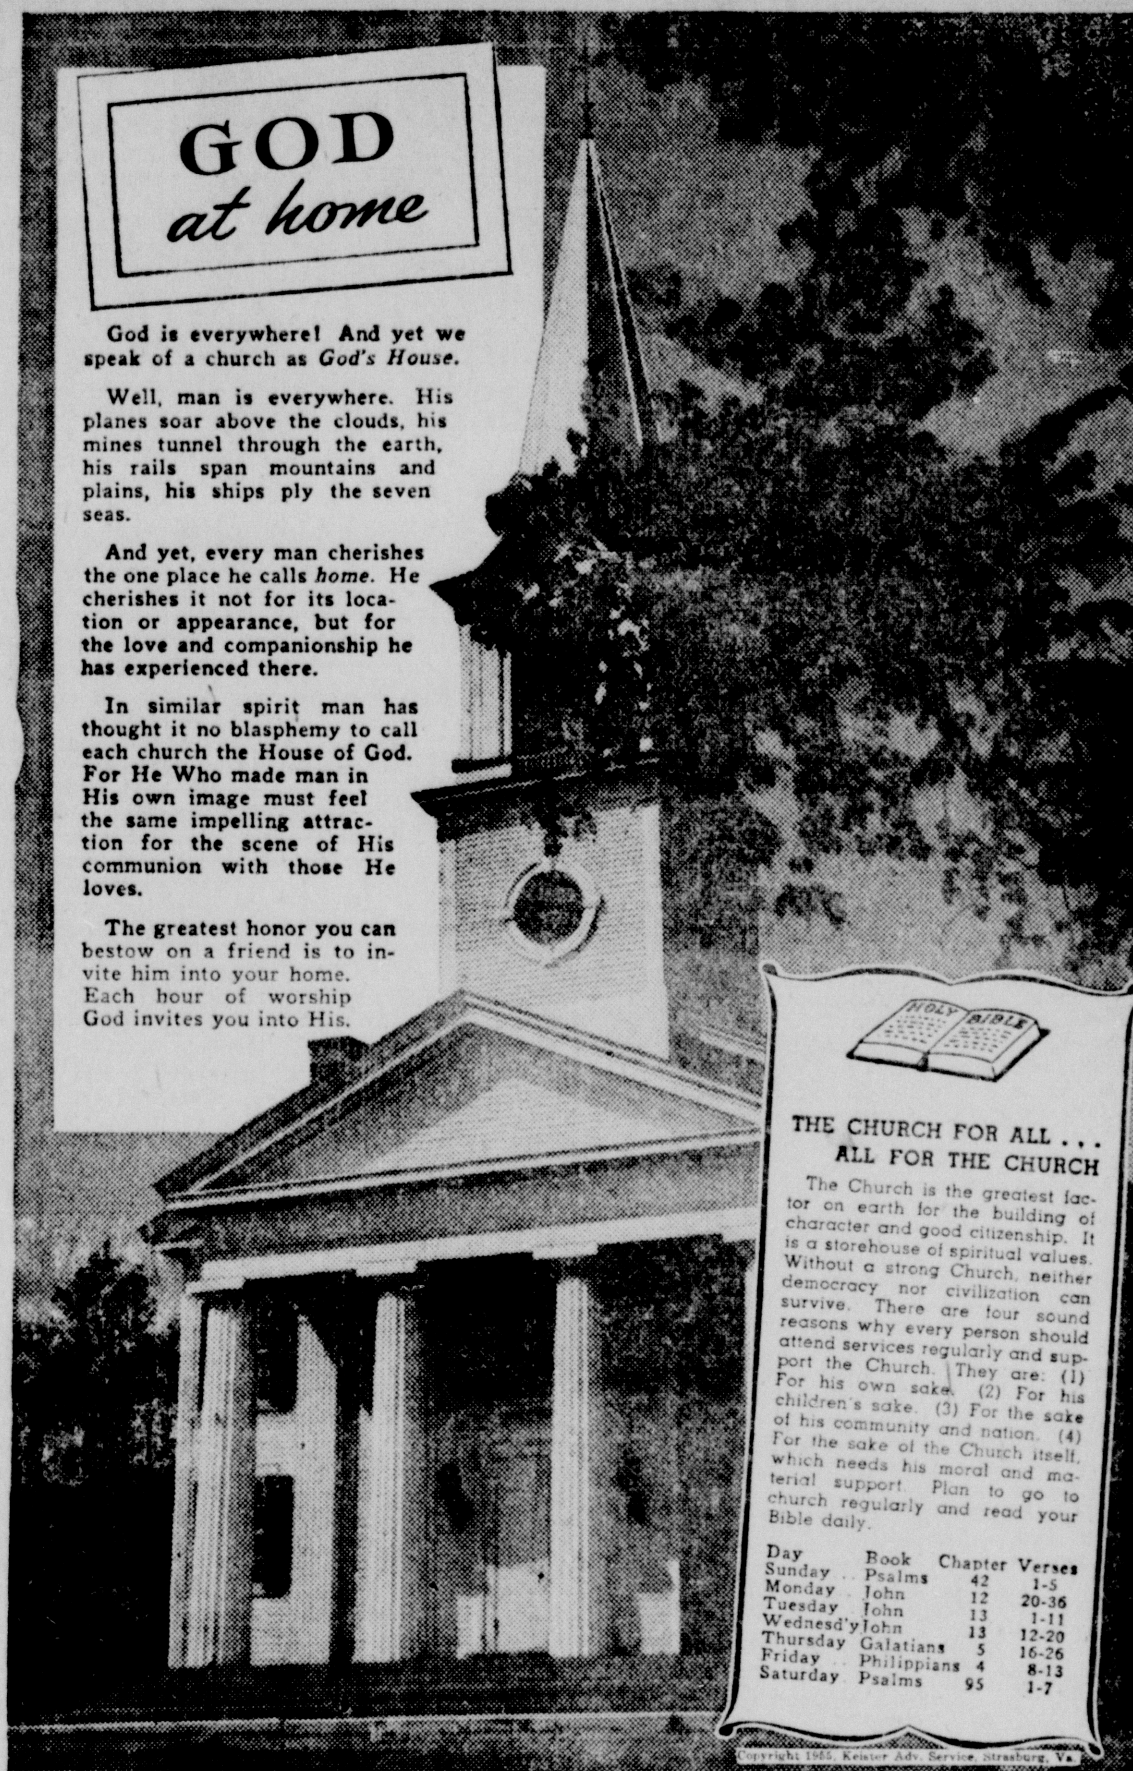 GOD
at home
God is everywhere! And yet we
speak of a church as God's House.
Well, man is everywhere. His
planes soar above the clouds, his
mines tunnel through the earth,
his rails span mountains and
plains, his ships ply the seven
seas.
And yet, every man cherishes
the one place he calls home. He
cherishes it not for its loca-
tion or appearance, but for
the love and companionship he
has experienced there.
In similar spirit man has
thought it no blasphemy to call
each church the House of God.
For He Who made man in
His own image must feel
the same impelling attrac-
tion for the scene of His
communion with those He
loves.
The greatest honor you can
bestow on a friend is to in-
vite him into your home.
Each hour of worship
God invites you into His.
HOLY BIBLE
THE CHURCH FOR ALL . . .
ALL FOR THE CHURCH
The Church is the greatest fac-
tor on earth for the building of
character and good citizenship. It
is a storehouse of spiritual values.
Without a strong Church, neither
democracy nor civilization can
survive. There are four sound
reasons why every person should
attend services regularly and sup-
port the Church. They are: (1)
For his own sake. (2) For his
children's sake. (3) For the sake
of his community and nation. (4)
For the sake of the Church itself,
which needs his moral and ma-
terial support. Plan to go to
church regularly and read your
Bible daily.
Day Book Chapter Verses
Sunday . . Psalms 42 1-5
Monday . John 12 20-36
Tuesday John 13 1-11
Wednesd'y John 13 12-20
Thursday Galatians 5 16-26
Friday . . Philippians 4 8-13
Saturday . Psalms 95 1-7
Copyright 1955, Keister Adv. Service, Strasburg, Va.